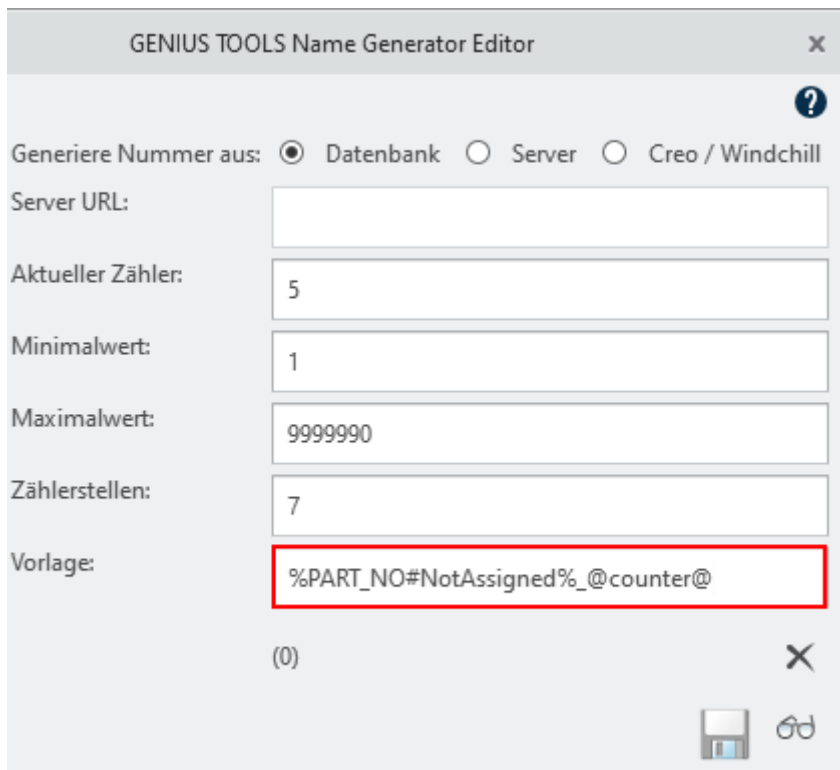 GENIUS TOOLS Name Generator Editor
Generiere Nummer aus: Datenbank Server Creo / Windchill
Server URL:
Aktueller Zähler: 5
Minimalwert: 1
Maximalwert: 9999990
Zählerstellen: 7
Vorlage: %PART_NO#NotAssigned%_@counter@
(0)